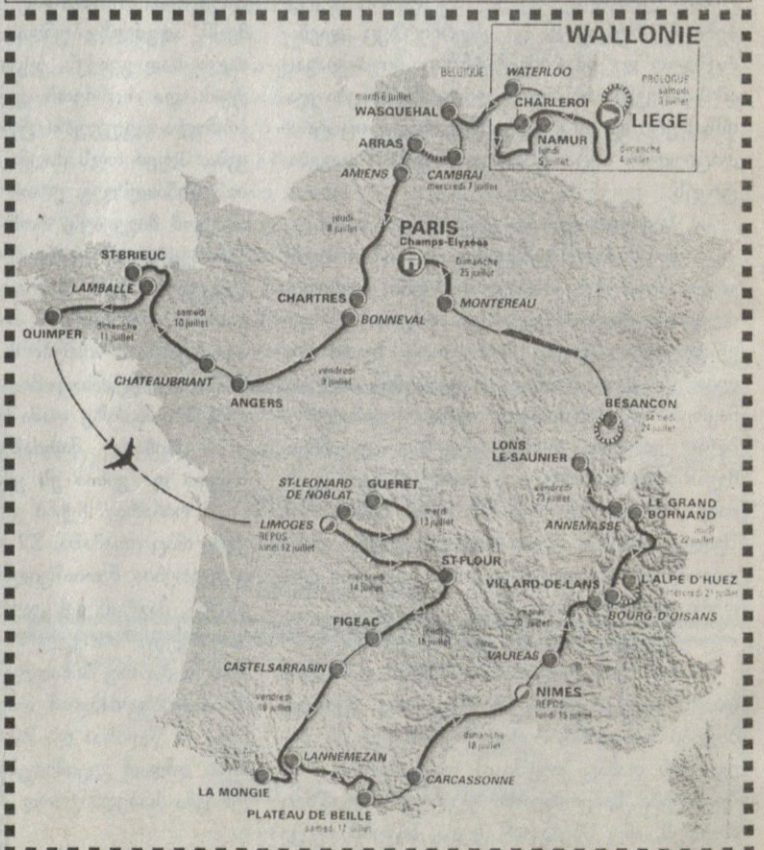 WALLONIE
BELGIQUE
WATERLOO
PROLOGUE
samedi
3 juillet
CHARLEROI
LIEGE
dimanche
4 juillet
NAMUR
lundi
5 juillet
mardi 6 juillet
WASQUEHAL
ARRAS
CAMBRAI
mercredi 7 juillet
AMIENS
jeudi
8 juillet
PARIS
Champs-Elysées
Dimanche
25 juillet
MONTEREAU
CHARTRES
BONNEVAL
ST-BRIEUC
LAMBALLE
QUIMPER
dimanche
11 juillet
samedi
10 juillet
CHATEAUBRIANT
ANGERS
vendredi
9 juillet
BESANCON
samedi
24 juillet
LONS
LE-SAUNIER
vendredi
23 juillet
ANNEMASSE
LE GRAND
BORNAND
jeudi
22 juillet
ST-LEONARD
DE NOBLAT
GUERET
mardi
13 juillet
LIMOGES
REPOS
lundi 12 juillet
mercredi
14 juillet
ST-FLOUR
VILLARD-DE-LANS
L'ALPE D'HUEZ
mercredi 21 juillet
BOURG-D'OISANS
mardi
20 juillet
FIGEAC
jeudi
15 juillet
CASTELSARRASIN
vendredi
VALREAS
NIMES
REPOS
lundi
dimanche
18 juillet
LANNEMEZAN
LA MONGIE
CARCASSONNE
PLATEAU DE BEILLE
samedi 17 juillet